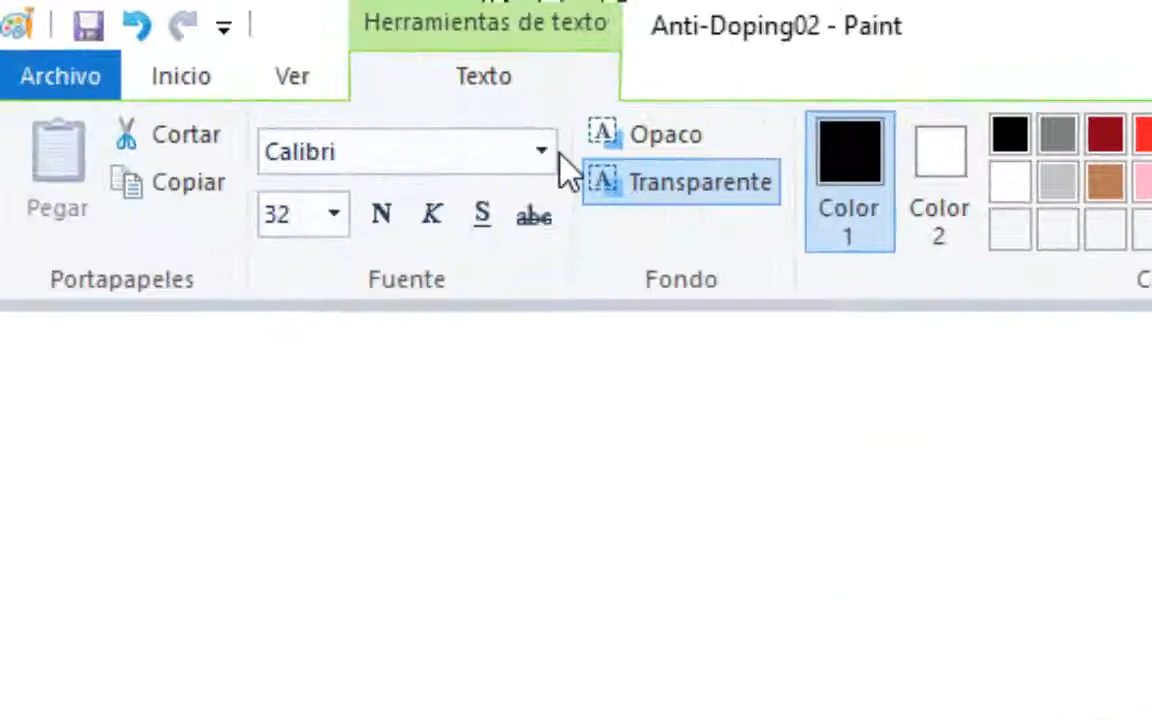 Herramientas de texto Anti-Doping02 - Paint
Archivo Inicio Ver Texto
Cortar Calibri Opaco
Copiar Transparente
Pegar 32 N K S abc Color 1 Color 2
Portapapeles Fuente Fondo